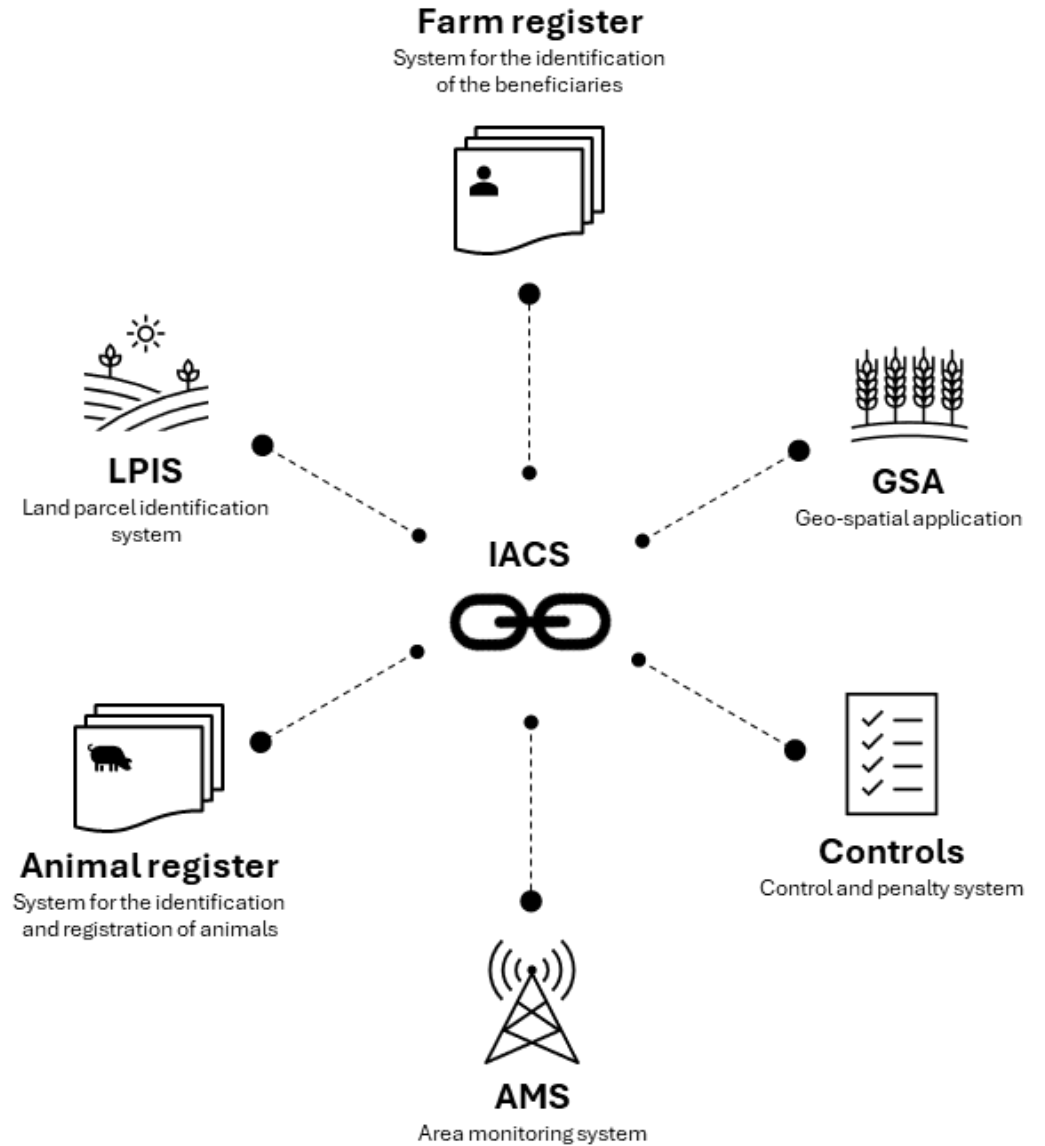 Farm register
System for the identification
of the beneficiaries
LPIS
Land parcel identification
system
GSA
Geo-spatial application
IACS
Animal register
System for the identification
and registration of animals
Controls
Control and penalty system
AMS
Area monitoring system